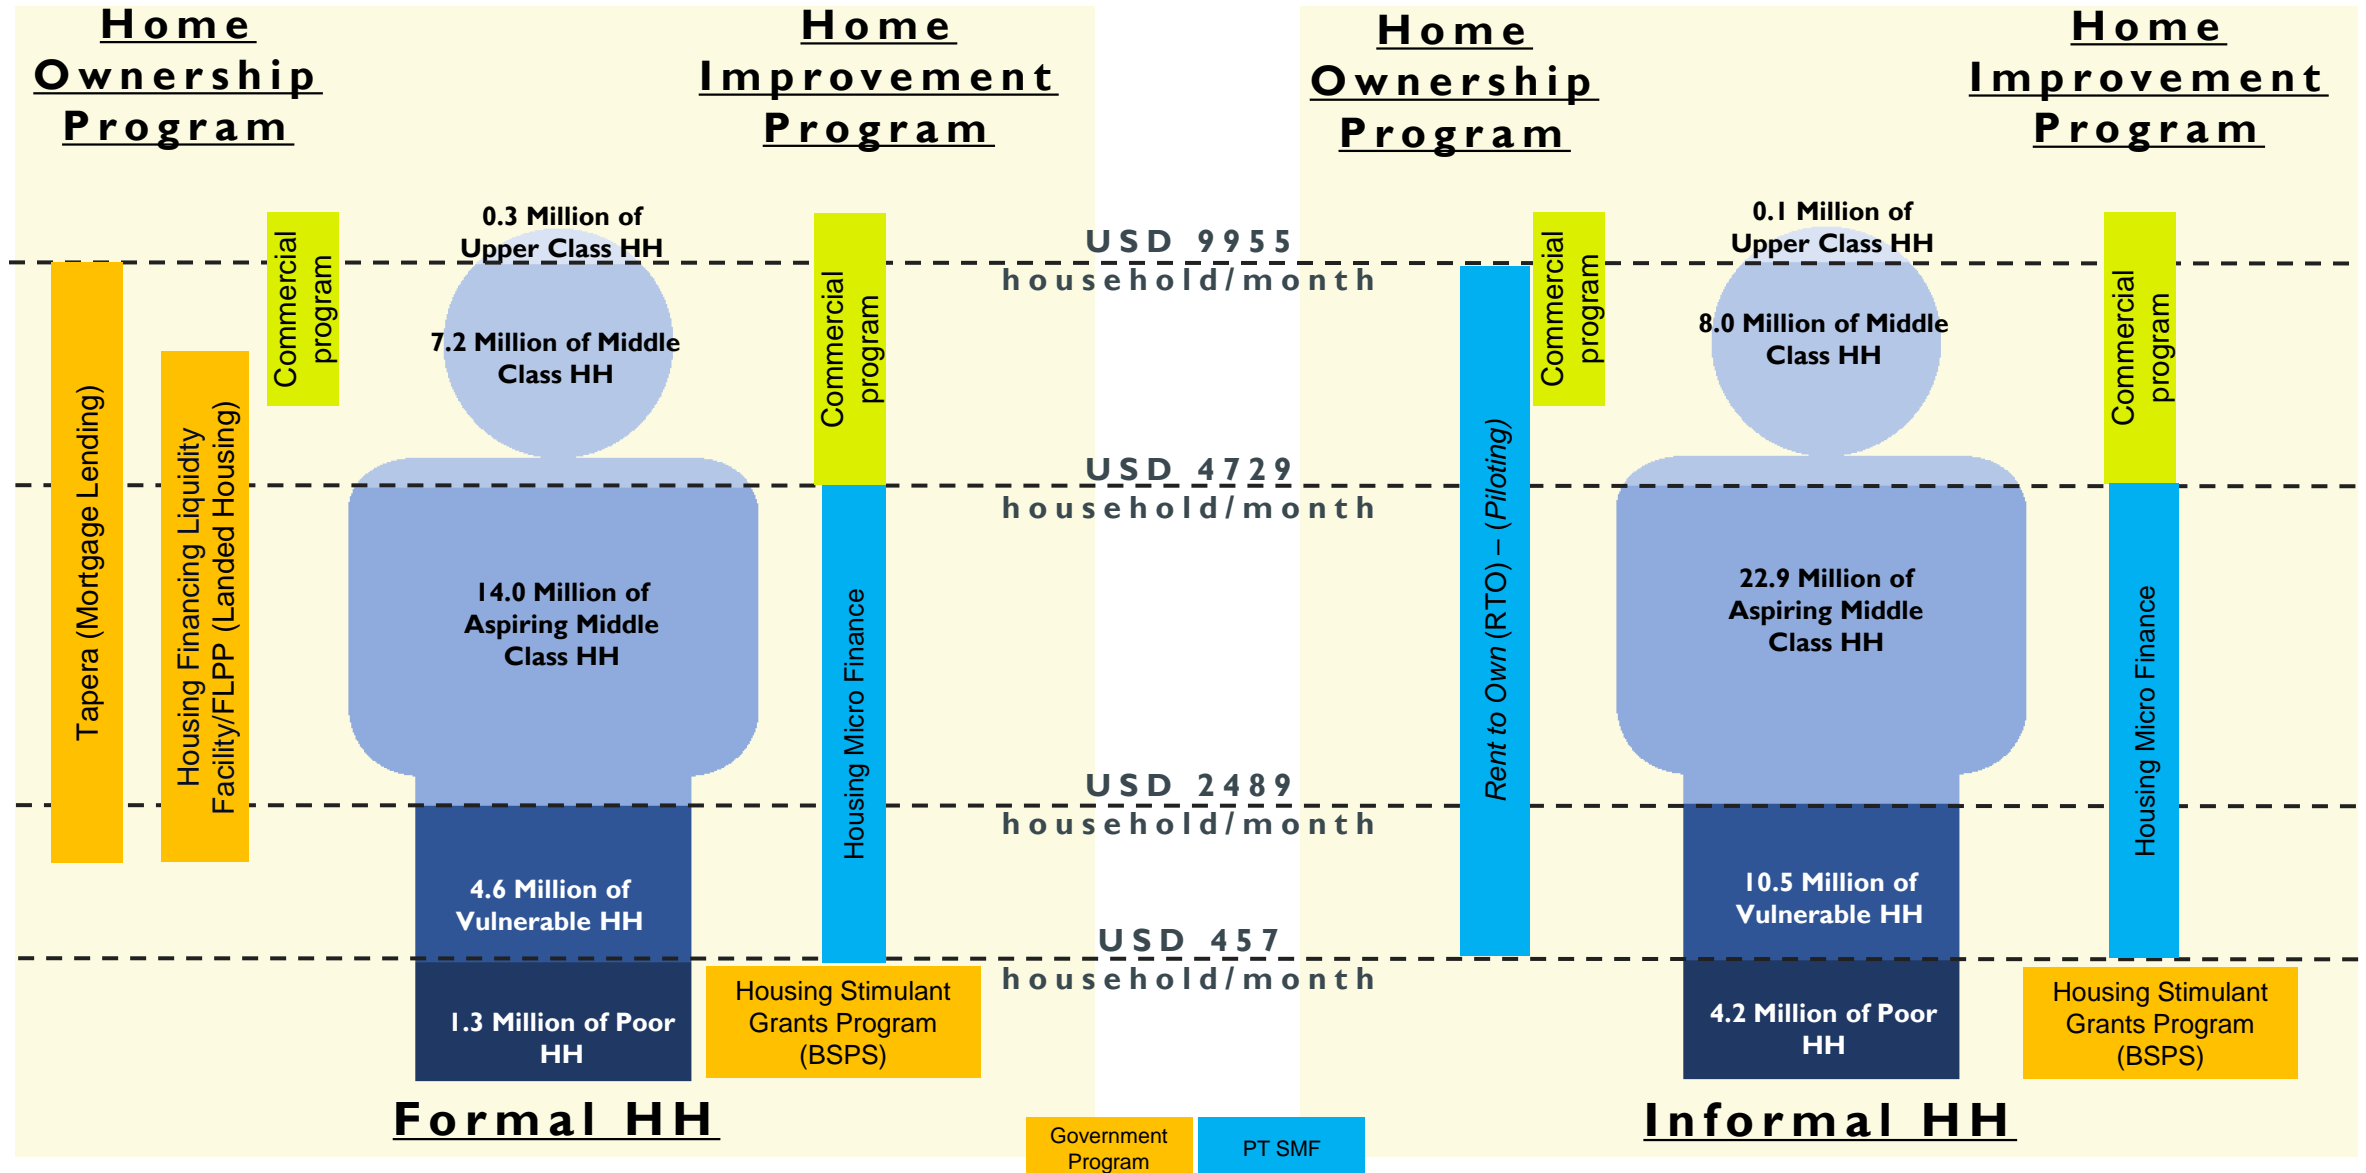 Home
Ownership
Program
Home
Improvement
Program
Home
Ownership
Program
Home
Improvement
Program
Tapera (Mortgage Lending)
Housing Financing Liquidity
Facility/FLPP (Landed Housing)
Commercial
program
0.3 Million of
Upper Class HH
7.2 Million of Middle
Class HH
14.0 Million of
Aspiring Middle
Class HH
4.6 Million of
Vulnerable HH
1.3 Million of Poor
HH
Commercial
program
Housing Micro Finance
Housing Stimulant
Grants Program
(BSPS)
Formal HH
USD 9955
household/month
USD 4729
household/month
USD 2489
household/month
USD 457
household/month
Rent to Own (RTO) – (Piloting)
Commercial
program
0.1 Million of
Upper Class HH
8.0 Million of Middle
Class HH
22.9 Million of
Aspiring Middle
Class HH
10.5 Million of
Vulnerable HH
4.2 Million of Poor
HH
Commercial
program
Housing Micro Finance
Housing Stimulant
Grants Program
(BSPS)
Informal HH
Government
Program
PT SMF